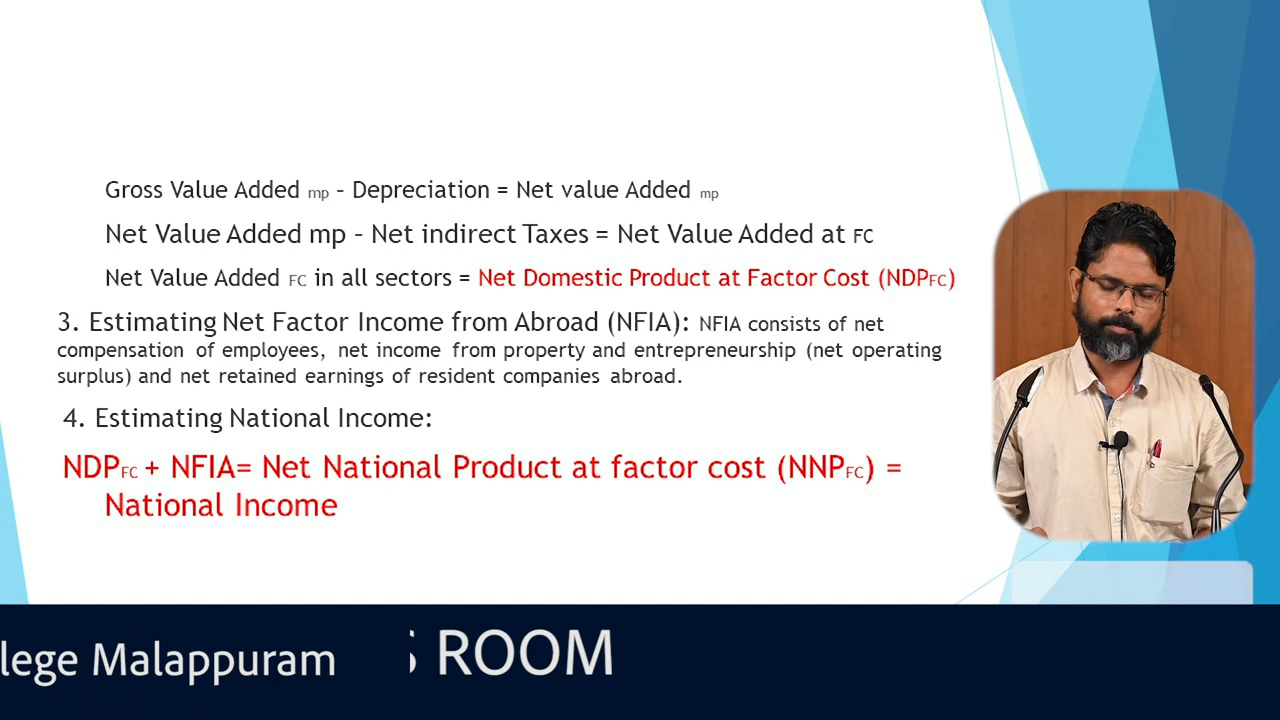 Gross Value Added mp – Depreciation = Net value Added mp
Net Value Added mp – Net indirect Taxes = Net Value Added at FC
Net Value Added FC in all sectors = Net Domestic Product at Factor Cost (NDPFC)
3. Estimating Net Factor Income from Abroad (NFIA): NFIA consists of net
compensation of employees, net income from property and entrepreneurship (net operating
surplus) and net retained earnings of resident companies abroad.
4. Estimating National Income:
NDPFC + NFIA= Net National Product at factor cost (NNPFC) =
National Income
lege Malappuram
ROOM